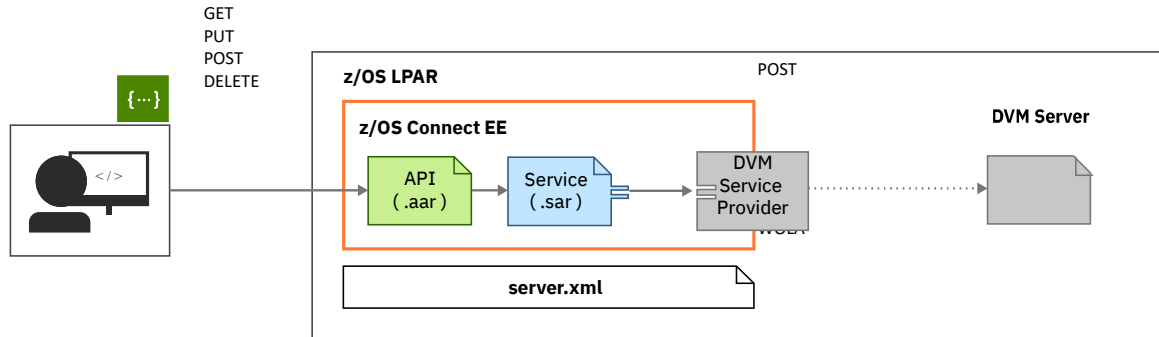 GET
PUT
POST
DELETE
{...}
z/OS LPAR
POST
z/OS Connect EE
DVM Server
</>
API
( .aar )
Service
( .sar )
DVM
Service
Provider
WOLA
server.xml